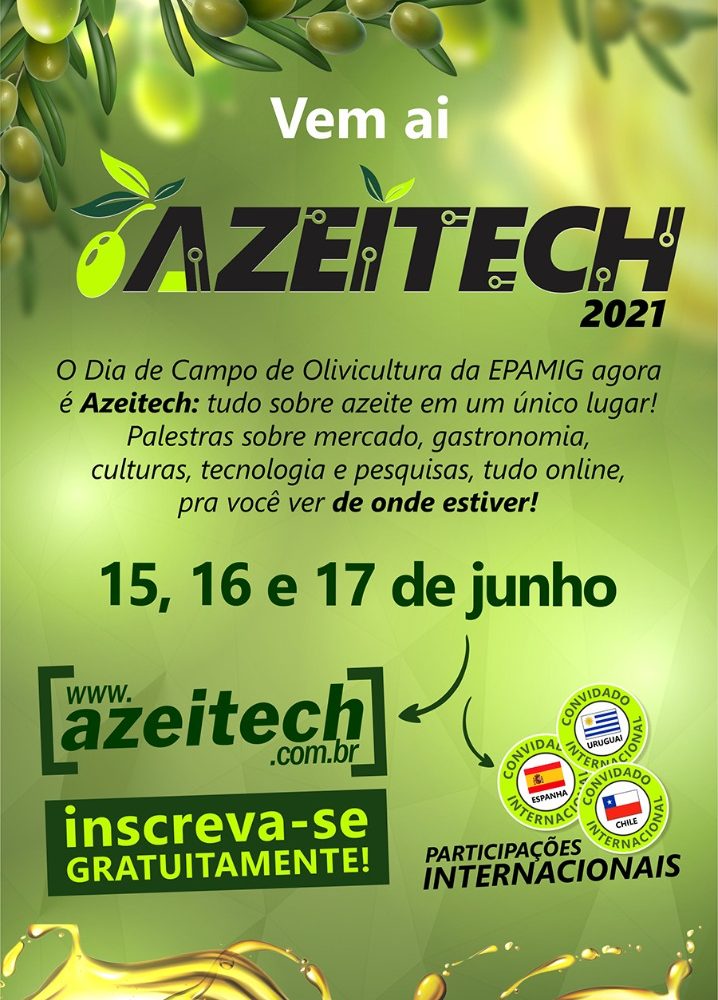 Vem ai
AZEITECH
2021
O Dia de Campo de Olivicultura da EPAMIG agora
é Azeitech: tudo sobre azeite em um único lugar!
Palestras sobre mercado, gastronomia,
culturas, tecnologia e pesquisas, tudo online,
pra você ver de onde estiver!
15, 16 e 17 de junho
[www.
azeitech]
.com.br
inscreva-se
GRATUITAMENTE!
CONVIDADO
URUGUAI
INTERNACIONAL
CONVIDADO
ESPANHA
INTERNACIONAL
CONVIDADO
CHILE
INTERNACIONAL
PARTICIPAÇÕES
INTERNACIONAIS